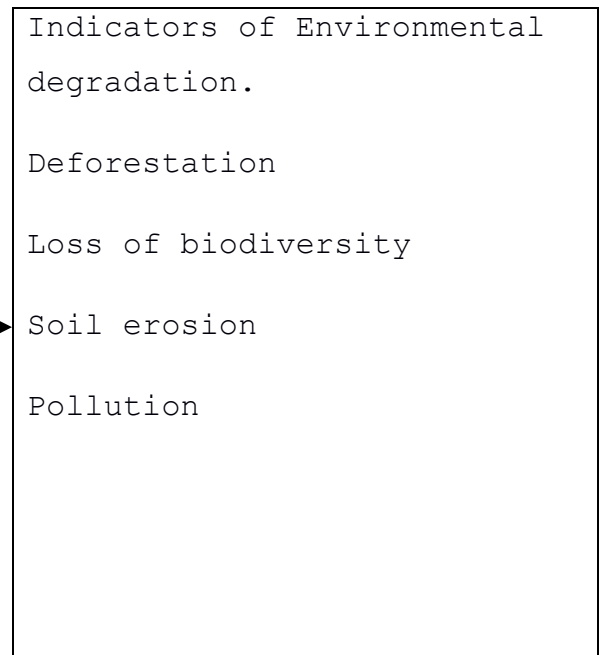 Indicators of Environmental
degradation.
Deforestation
Loss of biodiversity
Soil erosion
Pollution